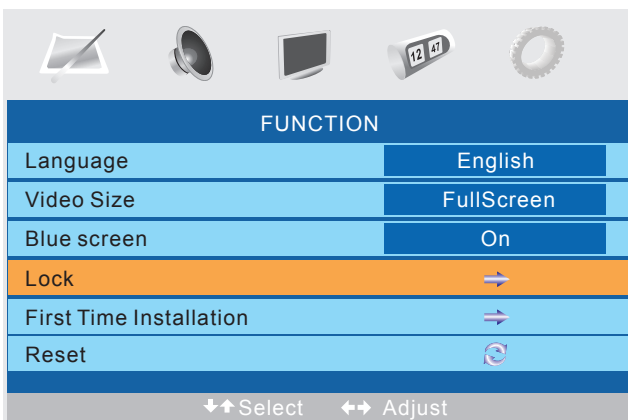 12 47
FUNCTION
Language English
Video Size FullScreen
Blue screen On
Lock
First Time Installation
Reset
Select Adjust